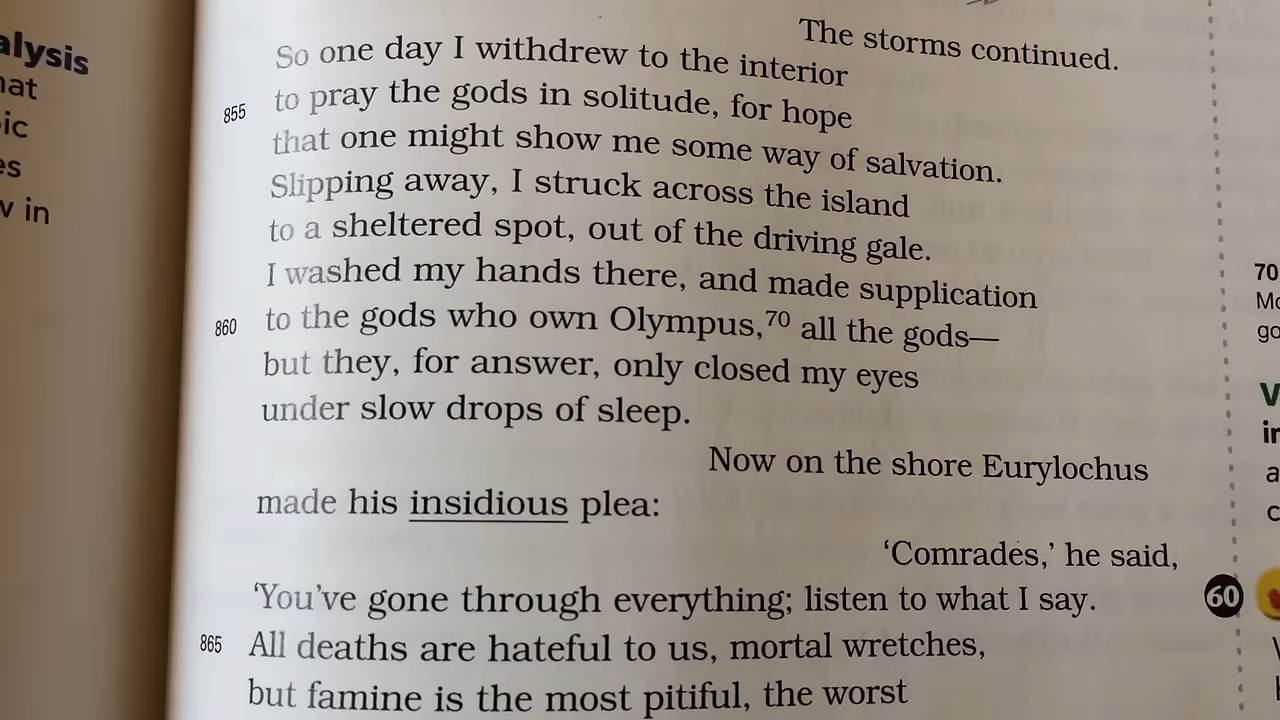 The storms continued.
So one day I withdrew to the interior
855 to pray the gods in solitude, for hope
that one might show me some way of salvation.
Slipping away, I struck across the island
to a sheltered spot, out of the driving gale.
I washed my hands there, and made supplication
860 to the gods who own Olympus,70 all the gods—
but they, for answer, only closed my eyes
under slow drops of sleep.
Now on the shore Eurylochus
made his insidious plea:
‘Comrades,’ he said,
‘You’ve gone through everything; listen to what I say.
865 All deaths are hateful to us, mortal wretches,
but famine is the most pitiful, the worst
alysis
in
70
60